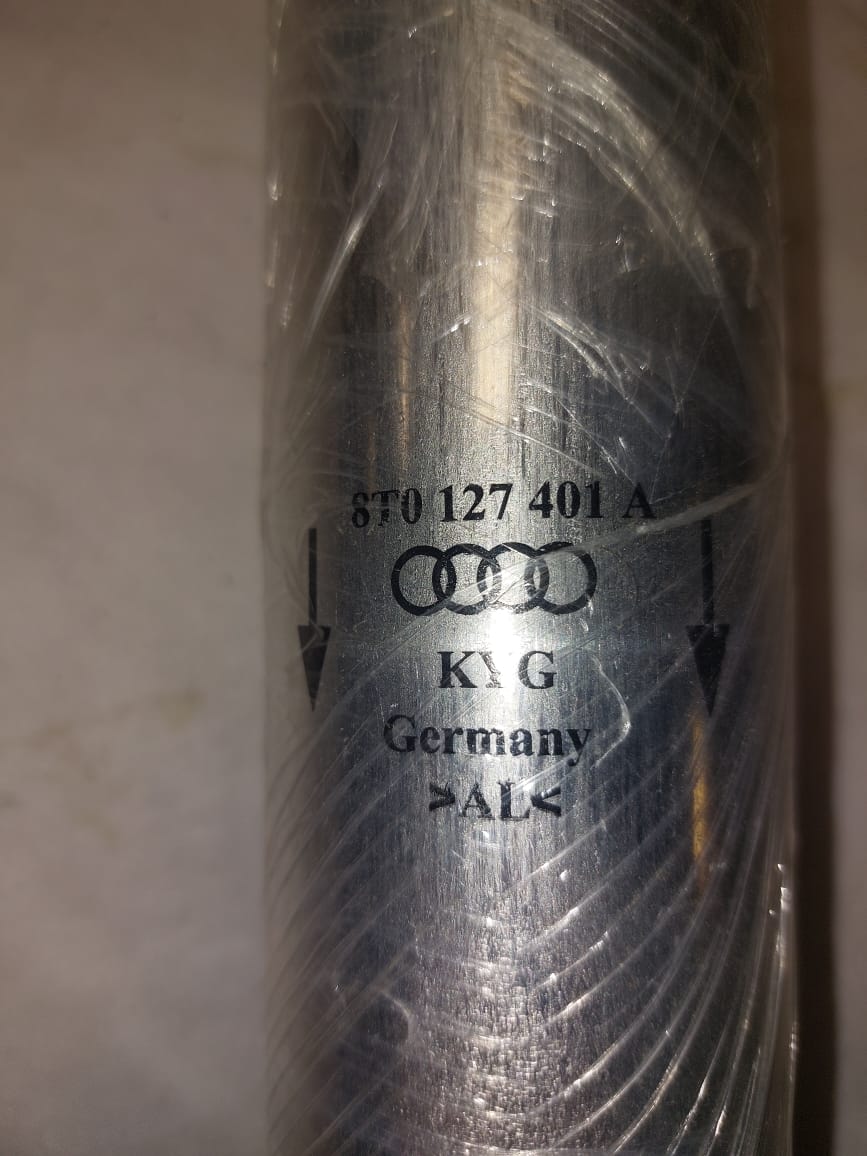 8T0 127 401 A
KYG
Germany
>AL<